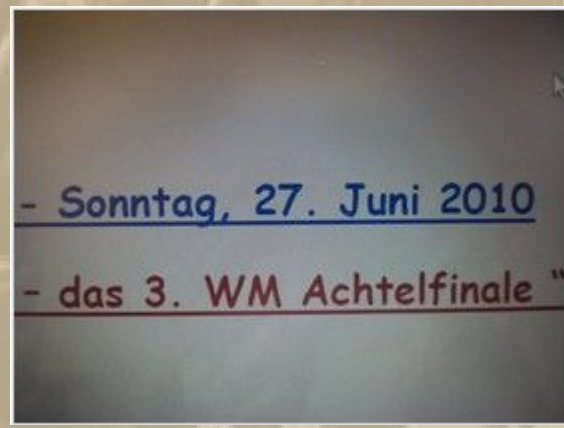 - Sonntag, 27. Juni 2010
- das 3. WM Achtelfinale "